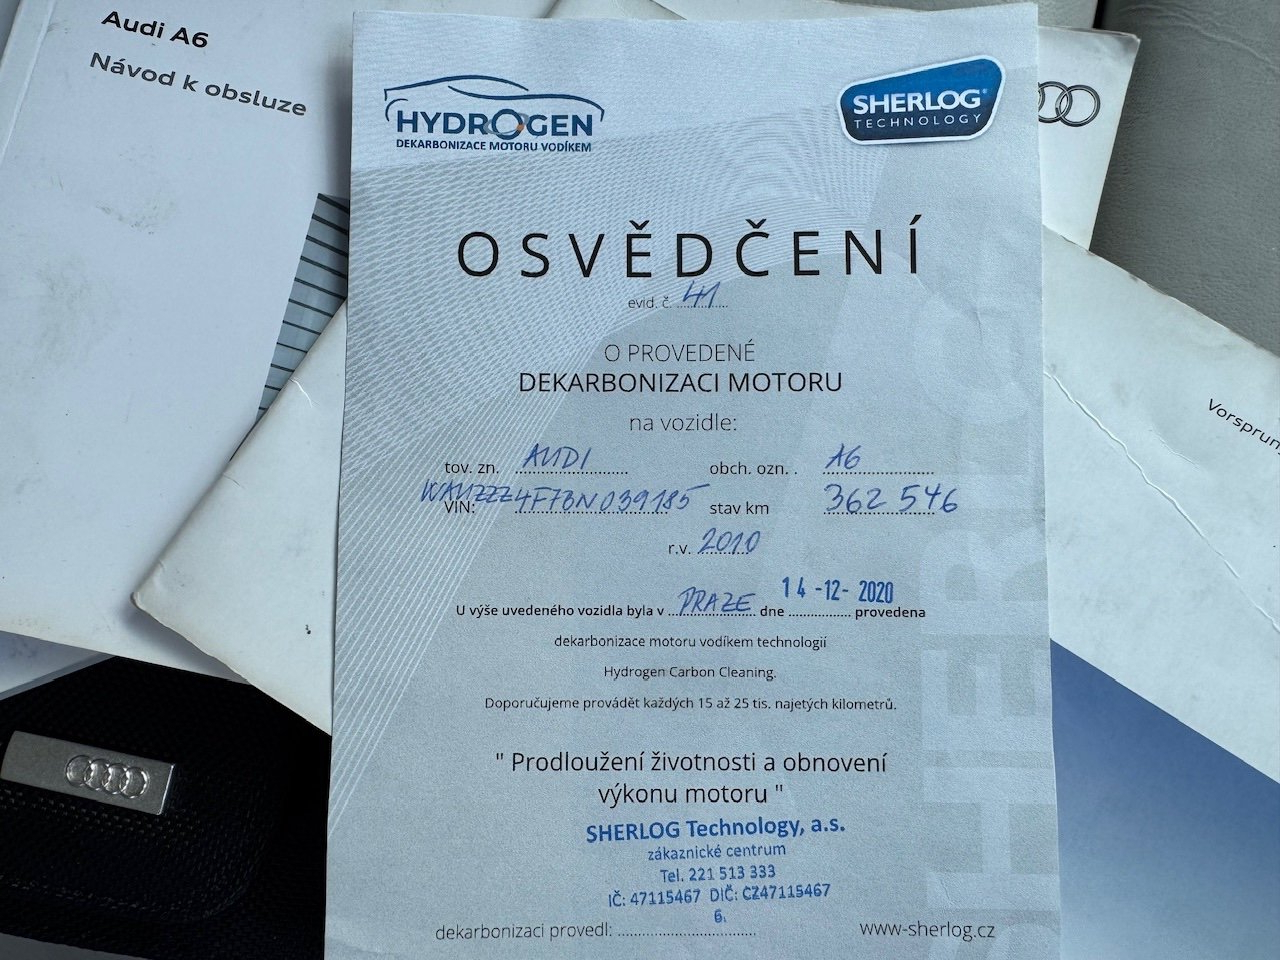 Audi A6
Návod k obsluze
HYDROGEN
DEKARBONIZACE MOTORU VODÍKEM
SHERLOG®
TECHNOLOGY
OSVĚDČENÍ
evid. č. 41
O PROVEDENÉ
DEKARBONIZACI MOTORU
na vozidle:
tov. zn. AUDI obch. ozn. . A6
VIN: WAUZZZ4F7BN039185 stav km 362 546
r.v. 2010
U výše uvedeného vozidla byla v PRAZE dne 14 -12- 2020 provedena
dekarbonizace motoru vodíkem technologií
Hydrogen Carbon Cleaning.
Doporučujeme provádět každých 15 až 25 tis. najetých kilometrů.
" Prodloužení životnosti a obnovení
výkonu motoru "
SHERLOG Technology, a.s.
zákaznické centrum
Tel. 221 513 333
IČ: 47115467 DIČ: CZ47115467
6.
dekarbonizaci provedl: ..................................
www-sherlog.cz